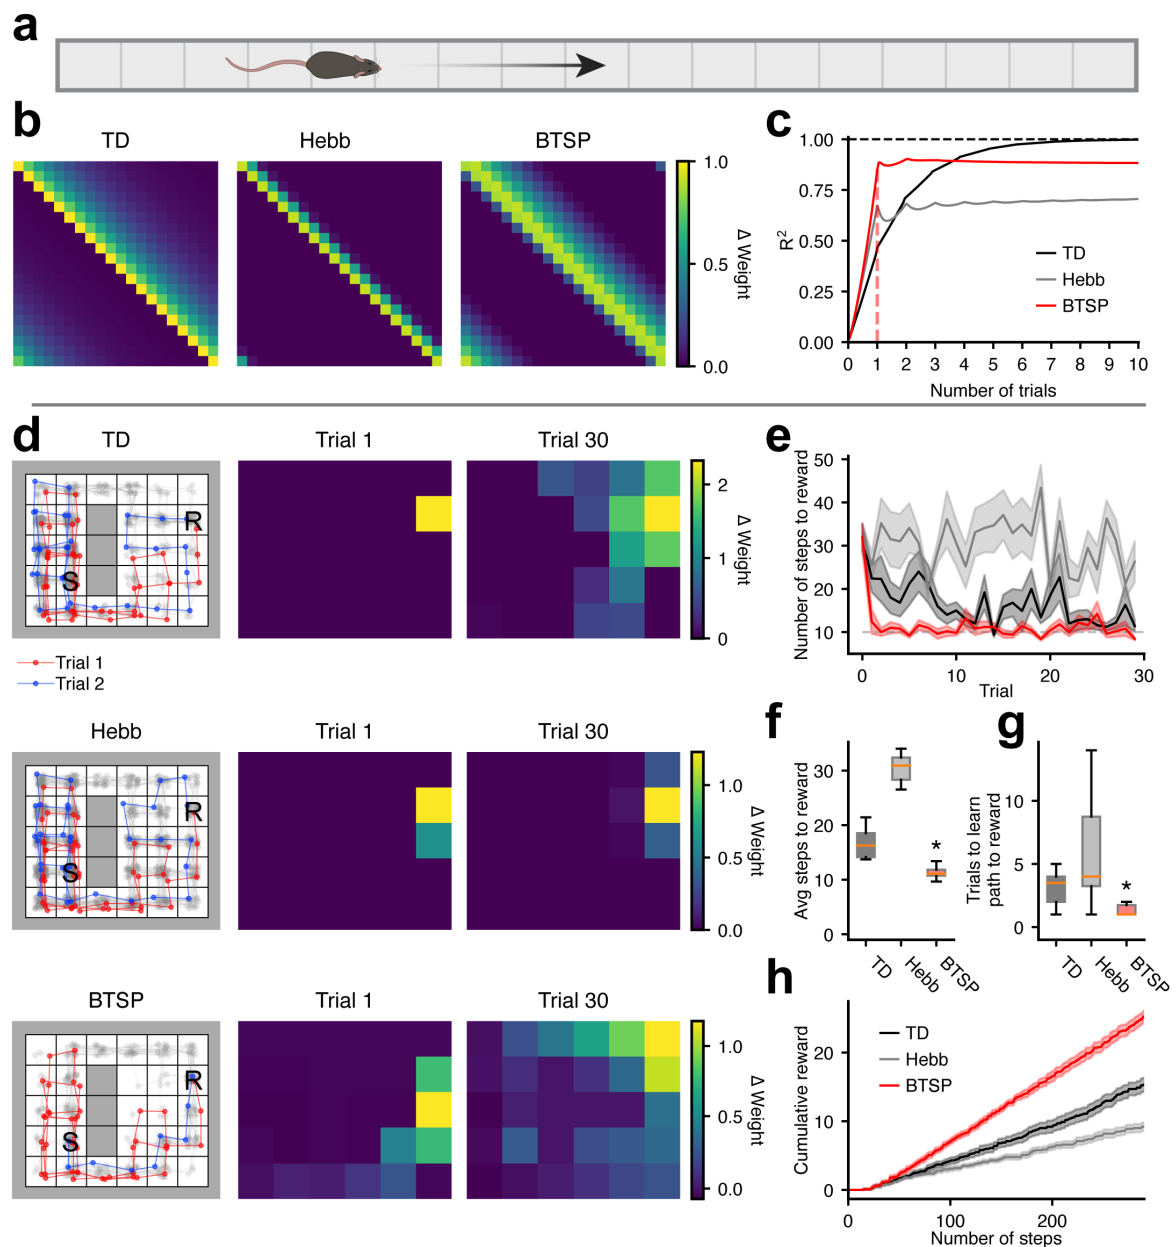 a
b
TD
Hebb
BTSP
1.0
0.5
0.0
Δ Weight
c
1.00
0.75
0.50
0.25
0.00
R²
TD
Hebb
BTSP
0 1 2 3 4 5 6 7 8 9 10
Number of trials
d
TD
Trial 1
Trial 30
R
S
2
1
0
Δ Weight
Trial 1
Trial 2
Hebb
Trial 1
Trial 30
R
S
1.0
0.5
0.0
Δ Weight
BTSP
Trial 1
Trial 30
R
S
1.0
0.5
0.0
Δ Weight
e
50
40
30
20
10
Number of steps to reward
0 10 20 30
Trial
f
30
20
10
0
Avg steps to reward
*
TD Hebb BTSP
g
10
5
0
Trials to learn
path to reward
*
TD Hebb BTSP
h
20
10
0
Cumulative reward
TD
Hebb
BTSP
0 100 200
Number of steps